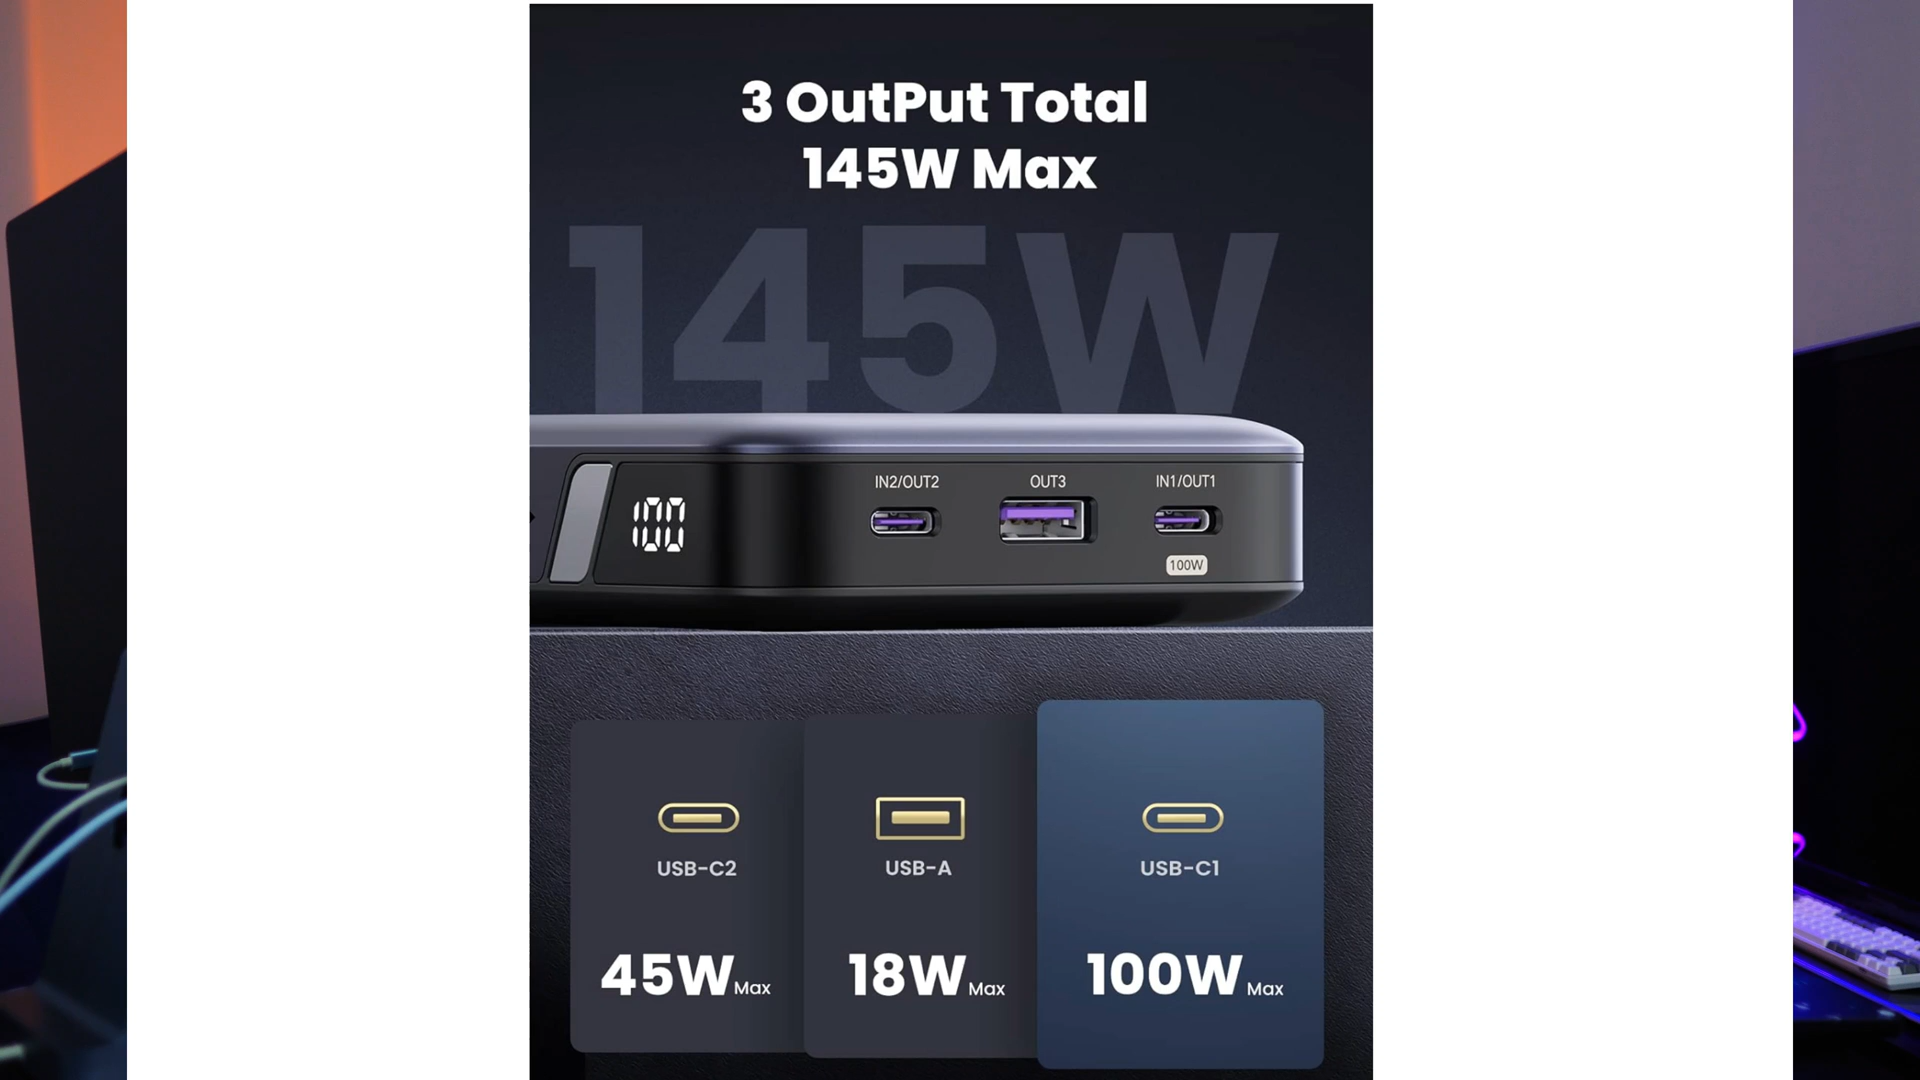 3 OutPut Total
145W Max
145W
IN2/OUT2
OUT3
IN1/OUT1
100
100W
USB-C2
USB-A
USB-C1
45W Max
18W Max
100W Max